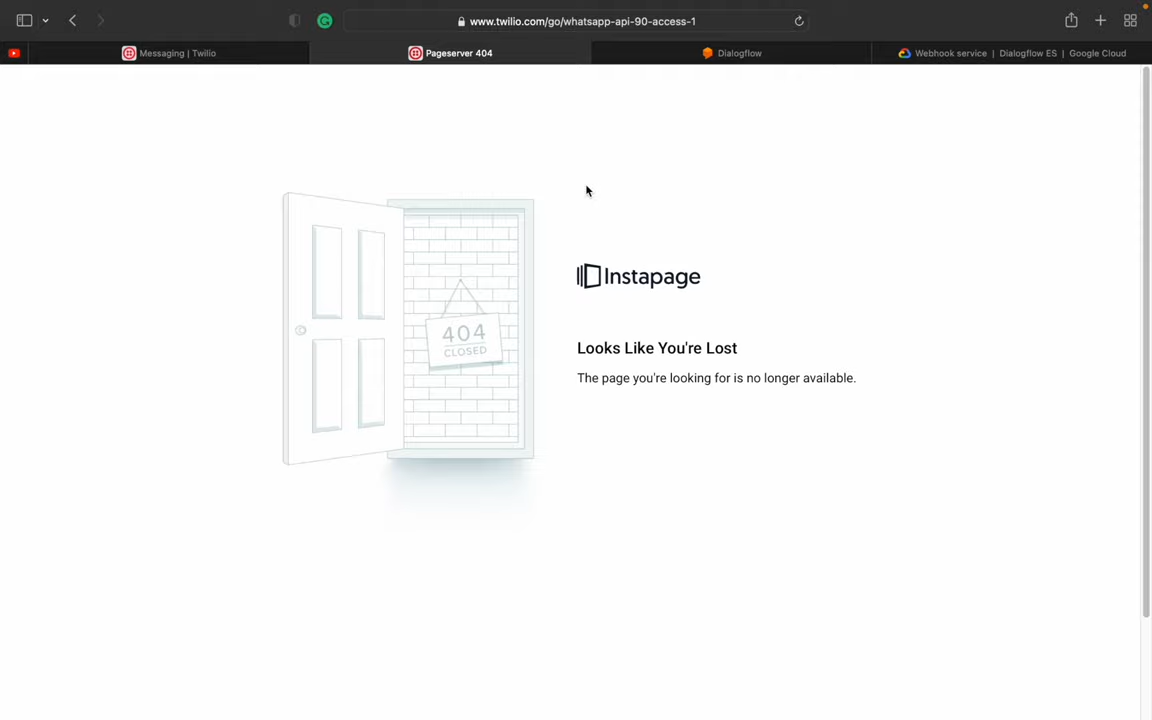 www.twilio.com/go/whatsapp-api-90-access-1
Messaging | Twilio
Pageserver 404
Dialogflow
Webhook service | Dialogflow ES | Google Cloud
404
CLOSED
Instapage
Looks Like You're Lost
The page you're looking for is no longer available.